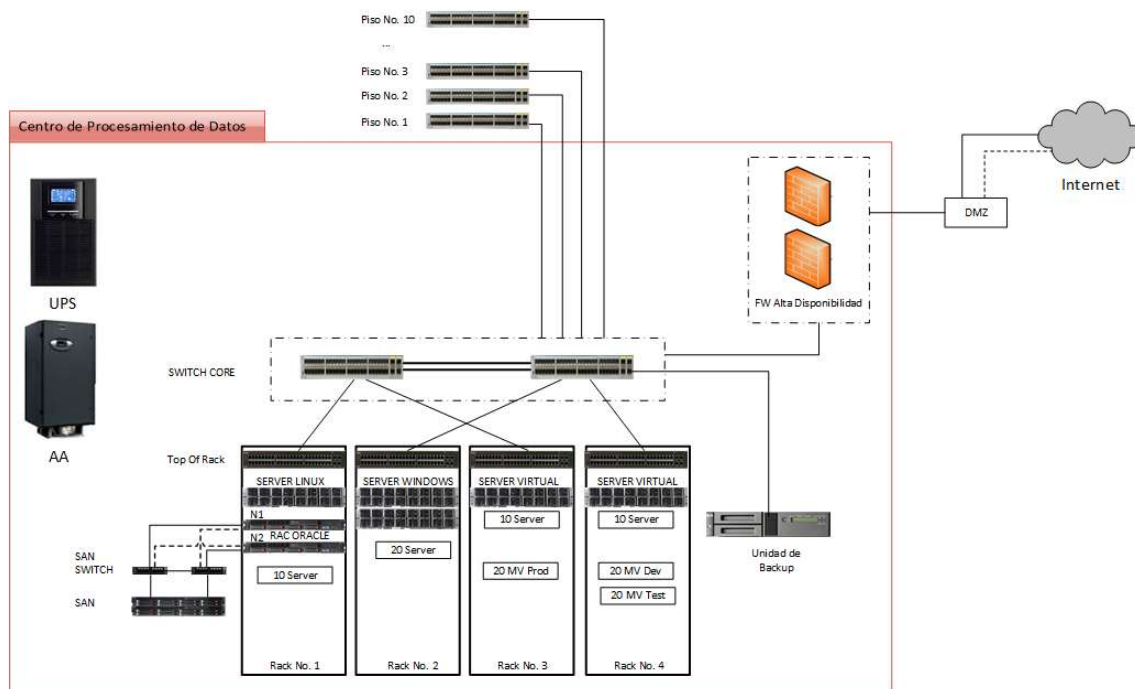 Piso No. 10
...
Piso No. 3
Piso No. 2
Piso No. 1
Centro de Procesamiento de Datos
Internet
DMZ
FW Alta Disponibilidad
UPS
AA
SWITCH CORE
Top Of Rack
SERVER LINUX
SERVER WINDOWS
SERVER VIRTUAL
SERVER VIRTUAL
N1
RAC ORACLE
N2
10 Server
20 Server
10 Server
20 MV Prod
10 Server
20 MV Dev
20 MV Test
SAN
SWITCH
SAN
Unidad de
Backup
Rack No. 1
Rack No. 2
Rack No. 3
Rack No. 4